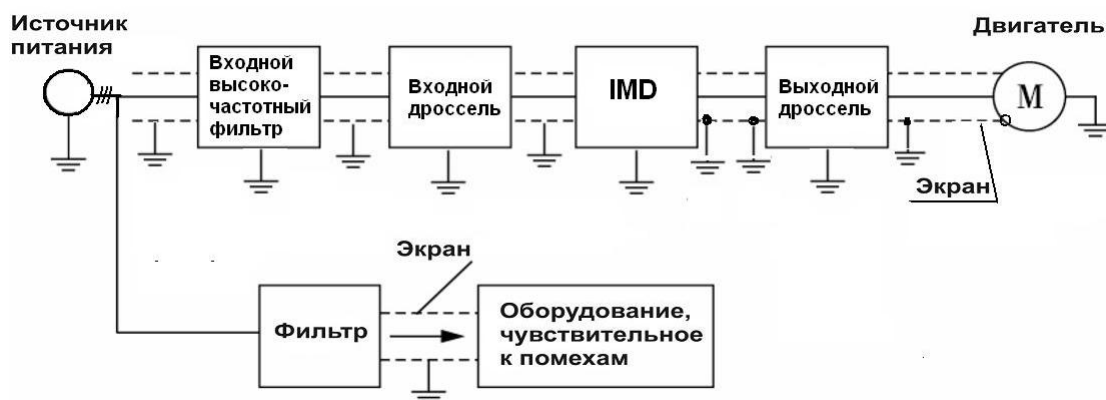 Источник
питания
Двигатель
Входной
высоко-
частотный
фильтр
Входной
дроссель
IMD
Выходной
дроссель
M
Экран
Экран
Фильтр
Оборудование,
чувствительное
к помехам